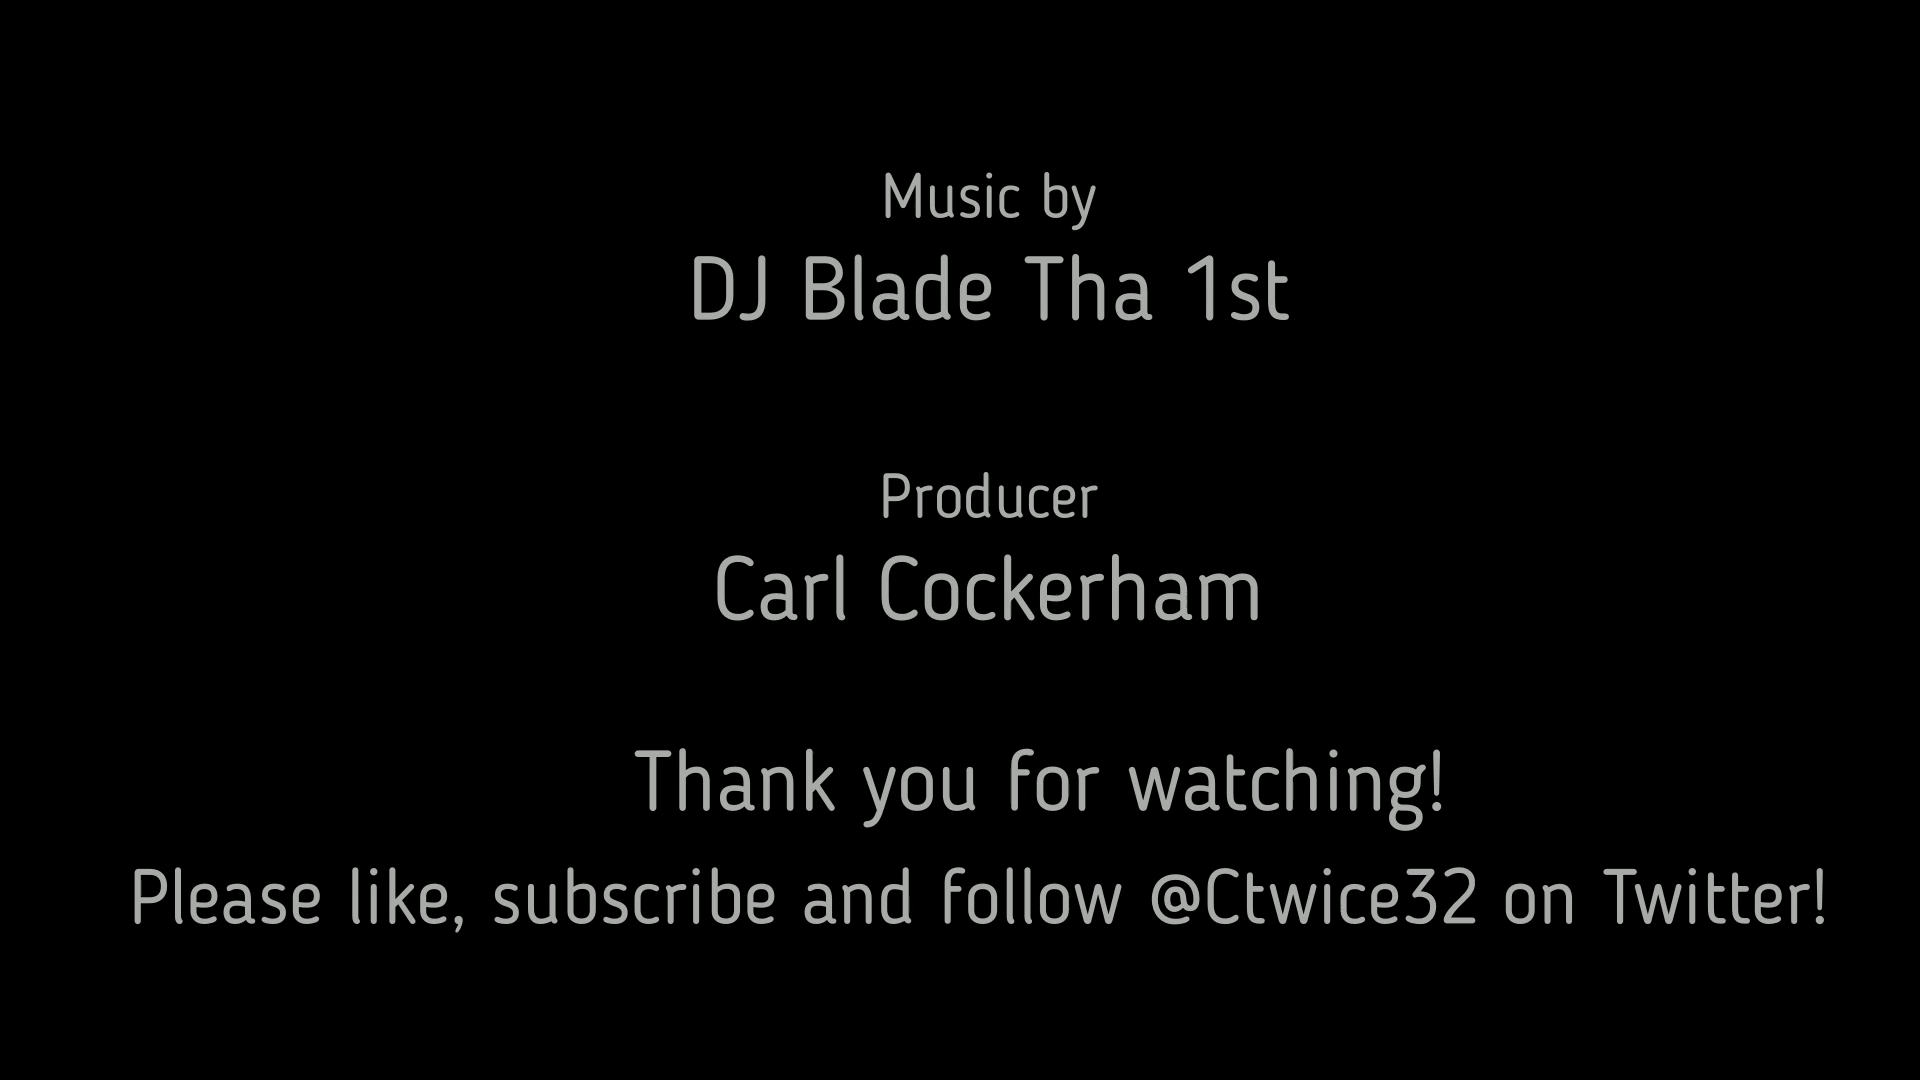 Music by
DJ Blade Tha 1st
Producer
Carl Cockerham
Thank you for watching!
Please like, subscribe and follow @Ctwice32 on Twitter!